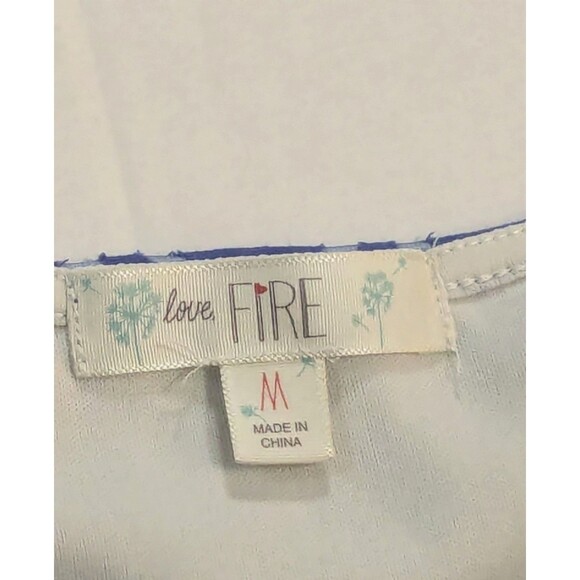 love, FiRE
M
MADE IN
CHINA